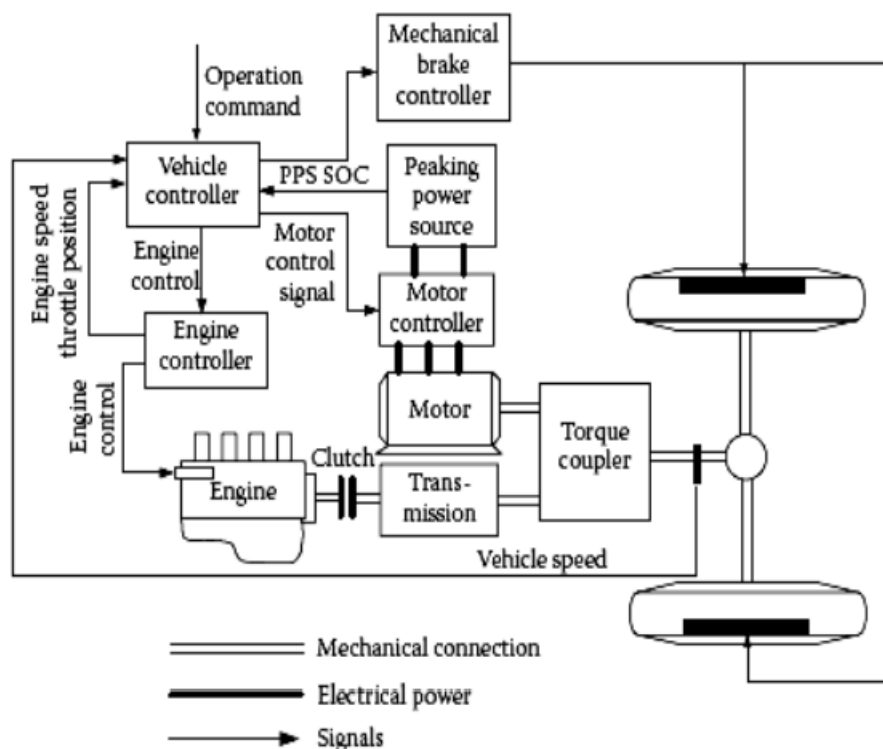 Mechanical
brake
controller
Operation
command
Vehicle
controller
PPS SOC
Peaking
power
source
Engine speed
throttle position
Engine
control
Motor
control
signal
Motor
controller
Engine
controller
Engine
control
Motor
Torque
coupler
Clutch
Engine
Trans-
mission
Vehicle speed
Mechanical connection
Electrical power
Signals